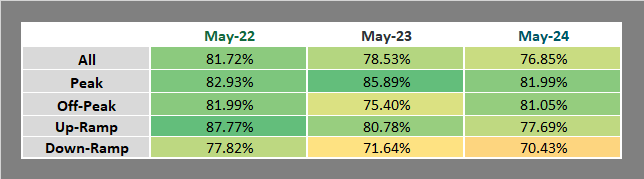 May-22 May-23 May-24
All 81.72% 78.53% 76.85%
Peak 82.93% 85.89% 81.99%
Off-Peak 81.99% 75.40% 81.05%
Up-Ramp 87.77% 80.78% 77.69%
Down-Ramp 77.82% 71.64% 70.43%